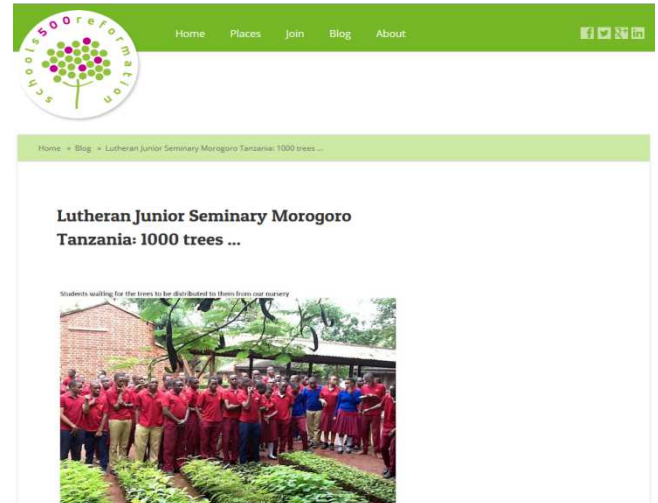 schools500reformation
Home Places Join Blog About
Home » Blog » Lutheran Junior Seminary Morogoro Tanzania: 1000 trees ...
Lutheran Junior Seminary Morogoro
Tanzania: 1000 trees ...
Students waiting for the trees to be distributed to them from our nursery